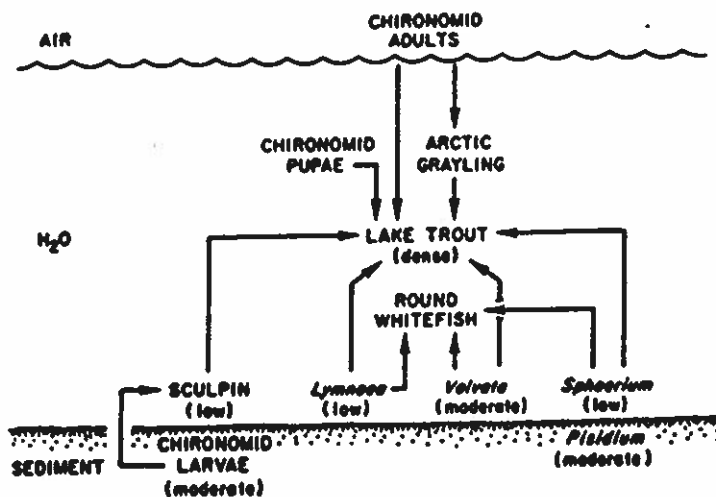 AIR
CHIRONOMID
ADULTS
CHIRONOMID
PUPAE
ARCTIC
GRAYLING
H₂O
LAKE TROUT
(dense)
ROUND
WHITEFISH
SCULPIN
(low)
Lymnaea
(low)
Valvata
(moderate)
Sphaerium
(low)
SEDIMENT
CHIRONOMID
LARVAE
(moderate)
Pisidium
(moderate)